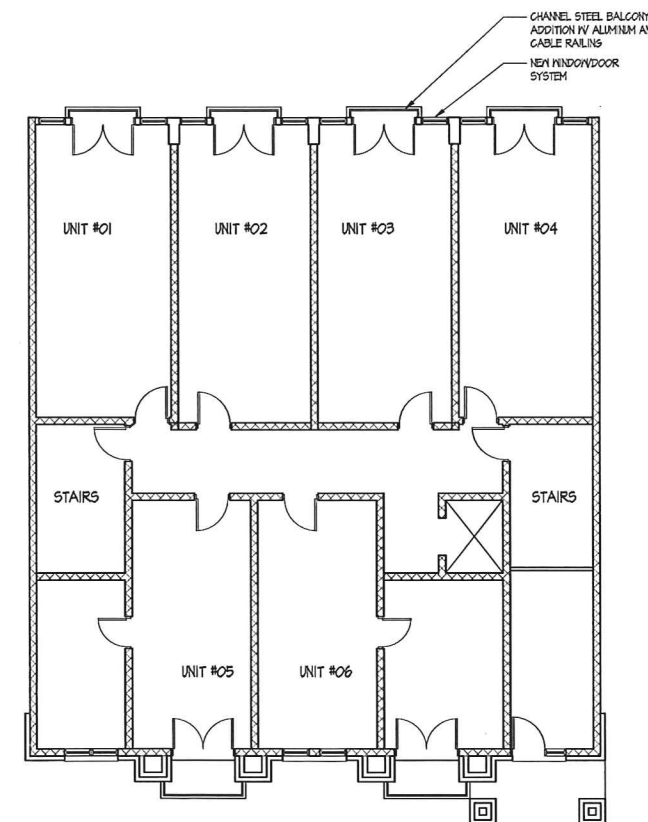 CHANNEL STEEL BALCONY
ADDITION W/ ALUMINUM
CABLE RAILING
NEW WINDOW/DOOR
SYSTEM
UNIT #01
UNIT #02
UNIT #03
UNIT #04
STAIRS
STAIRS
UNIT #05
UNIT #06